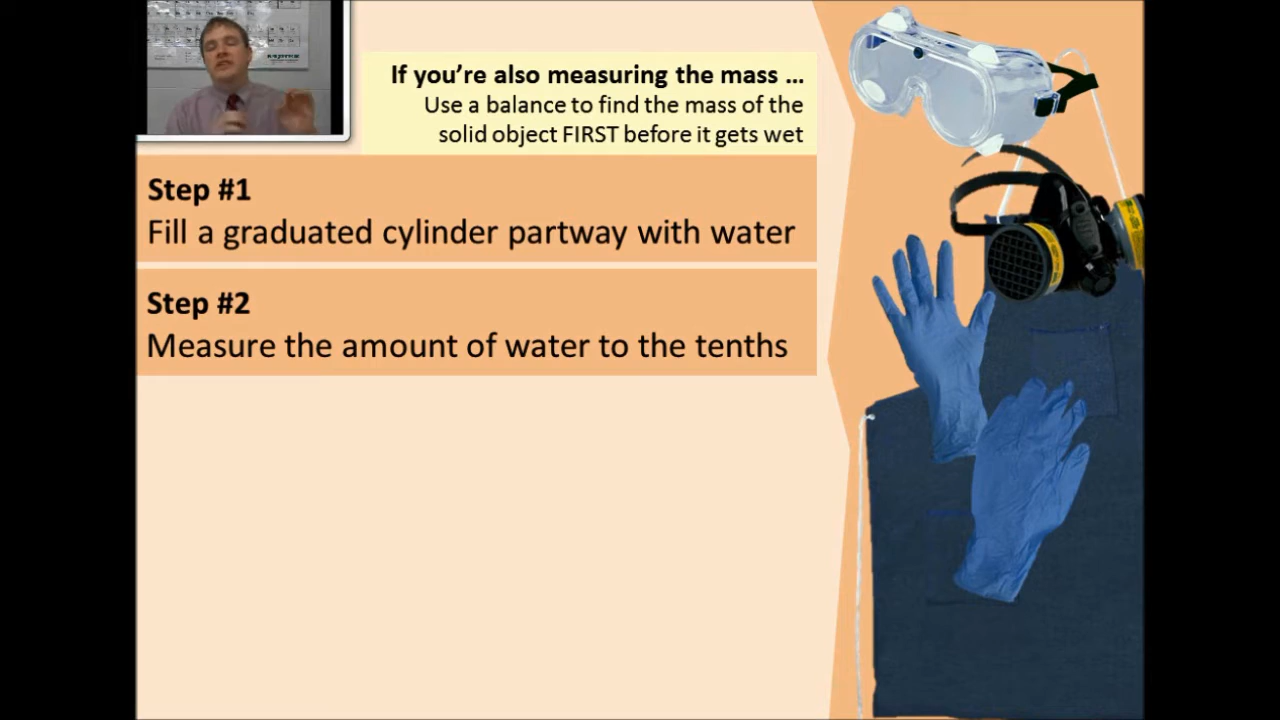 If you're also measuring the mass ...
Use a balance to find the mass of the
solid object FIRST before it gets wet
Step #1
Fill a graduated cylinder partway with water
Step #2
Measure the amount of water to the tenths